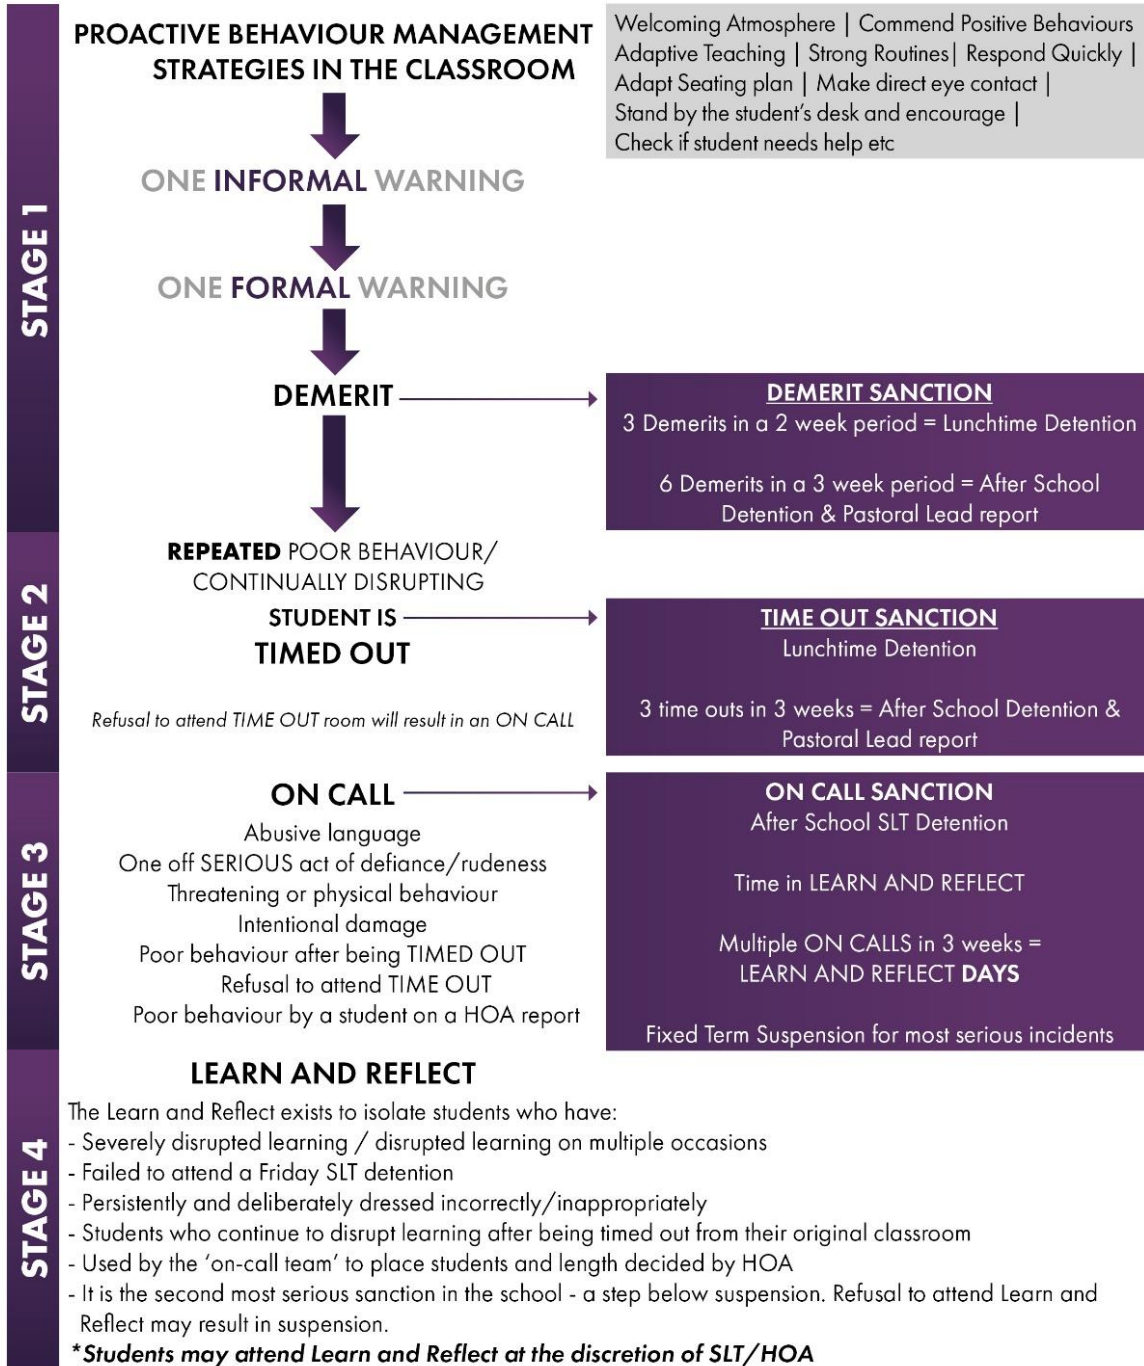 PROACTIVE BEHAVIOUR MANAGEMENT
STRATEGIES IN THE CLASSROOM
Welcoming Atmosphere | Commend Positive Behaviours
Adaptive Teaching | Strong Routines| Respond Quickly |
Adapt Seating plan | Make direct eye contact |
Stand by the student's desk and encourage |
Check if student needs help etc
STAGE 1
ONE INFORMAL WARNING
ONE FORMAL WARNING
DEMERIT
DEMERIT SANCTION
3 Demerits in a 2 week period = Lunchtime Detention
6 Demerits in a 3 week period = After School
Detention & Pastoral Lead report
STAGE 2
REPEATED POOR BEHAVIOUR/
CONTINUALLY DISRUPTING
STUDENT IS
TIMED OUT
Refusal to attend TIME OUT room will result in an ON CALL
TIME OUT SANCTION
Lunchtime Detention
3 time outs in 3 weeks = After School Detention &
Pastoral Lead report
STAGE 3
ON CALL
Abusive language
One off SERIOUS act of defiance/rudeness
Threatening or physical behaviour
Intentional damage
Poor behaviour after being TIMED OUT
Refusal to attend TIME OUT
Poor behaviour by a student on a HOA report
ON CALL SANCTION
After School SLT Detention
Time in LEARN AND REFLECT
Multiple ON CALLS in 3 weeks =
LEARN AND REFLECT DAYS
Fixed Term Suspension for most serious incidents
STAGE 4
LEARN AND REFLECT
The Learn and Reflect exists to isolate students who have:
- Severely disrupted learning / disrupted learning on multiple occasions
- Failed to attend a Friday SLT detention
- Persistently and deliberately dressed incorrectly/inappropriately
- Students who continue to disrupt learning after being timed out from their original classroom
- Used by the 'on-call team' to place students and length decided by HOA
- It is the second most serious sanction in the school - a step below suspension. Refusal to attend Learn and
Reflect may result in suspension.
*Students may attend Learn and Reflect at the discretion of SLT/HOA